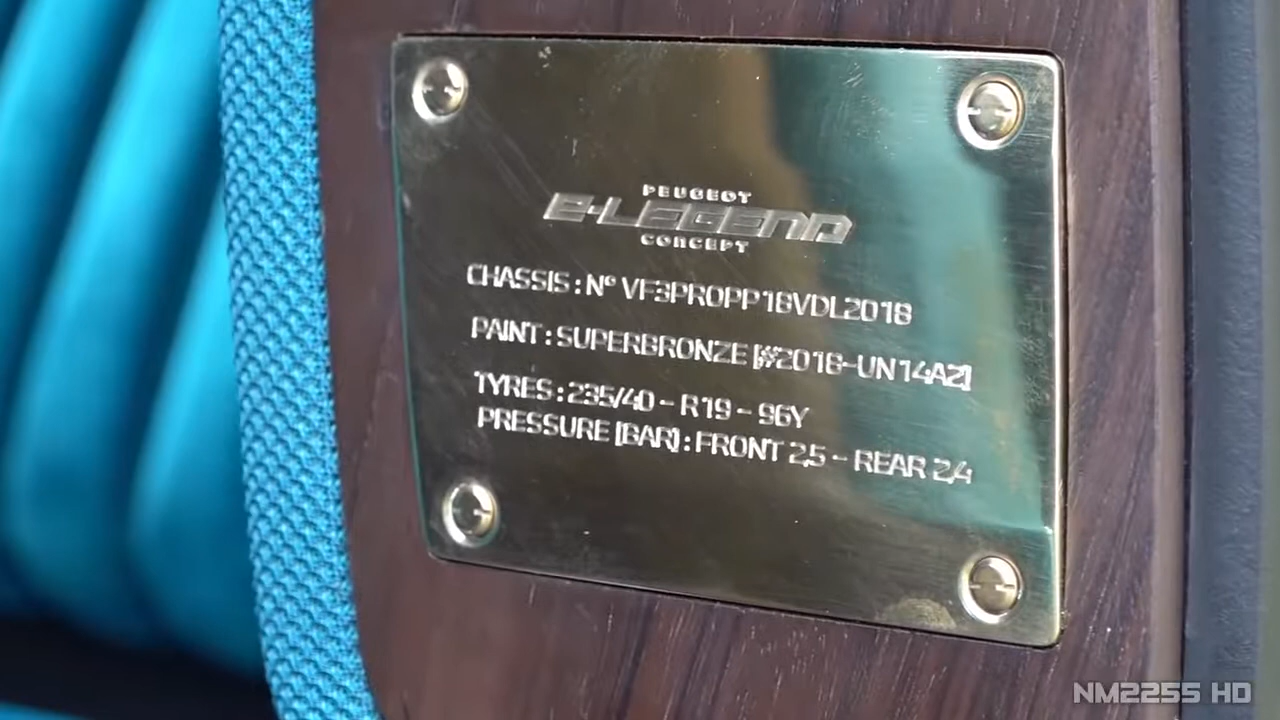 PEUGEOT
E-LEGEND
CONCEPT
CHASSIS : N° VF3PROPP18VDL2018
PAINT : SUPERBRONZE [#2018-UN14AZ]
TYRES : 235/40 - R19 - 96Y
PRESSURE [BAR] : FRONT 2,5 - REAR 2,4
NM2255 HD